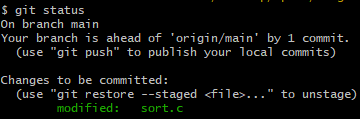 $ git status
On branch main
Your branch is ahead of 'origin/main' by 1 commit.
  (use "git push" to publish your local commits)

Changes to be committed:
  (use "git restore --staged <file>..." to unstage)
        modified:   sort.c